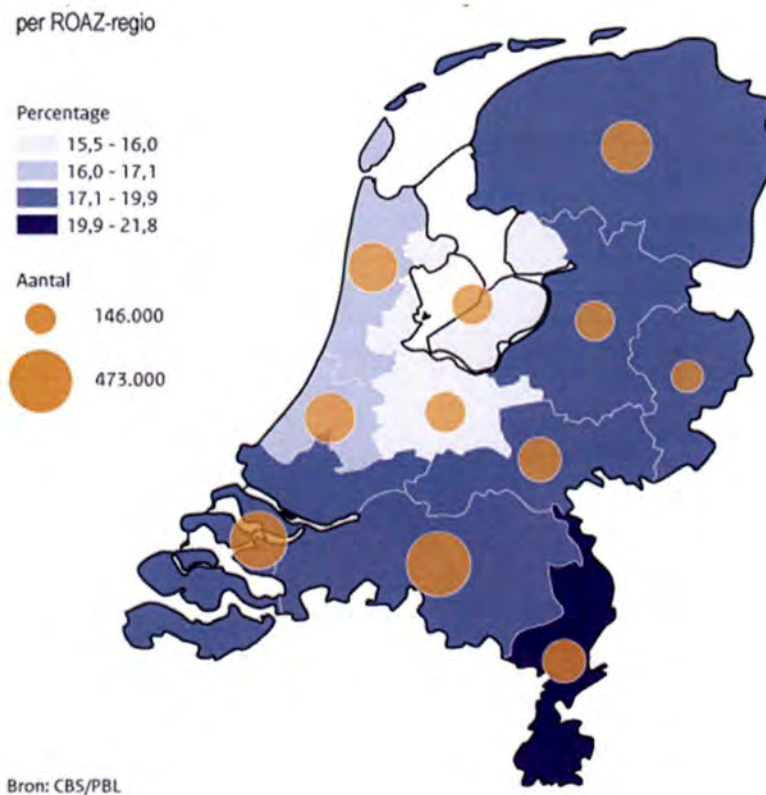 per ROAZ-regio
Percentage
15,5 - 16,0
16,0 - 17,1
17,1 - 19,9
19,9 - 21,8
Aantal
146.000
473.000
Bron: CBS/PBL